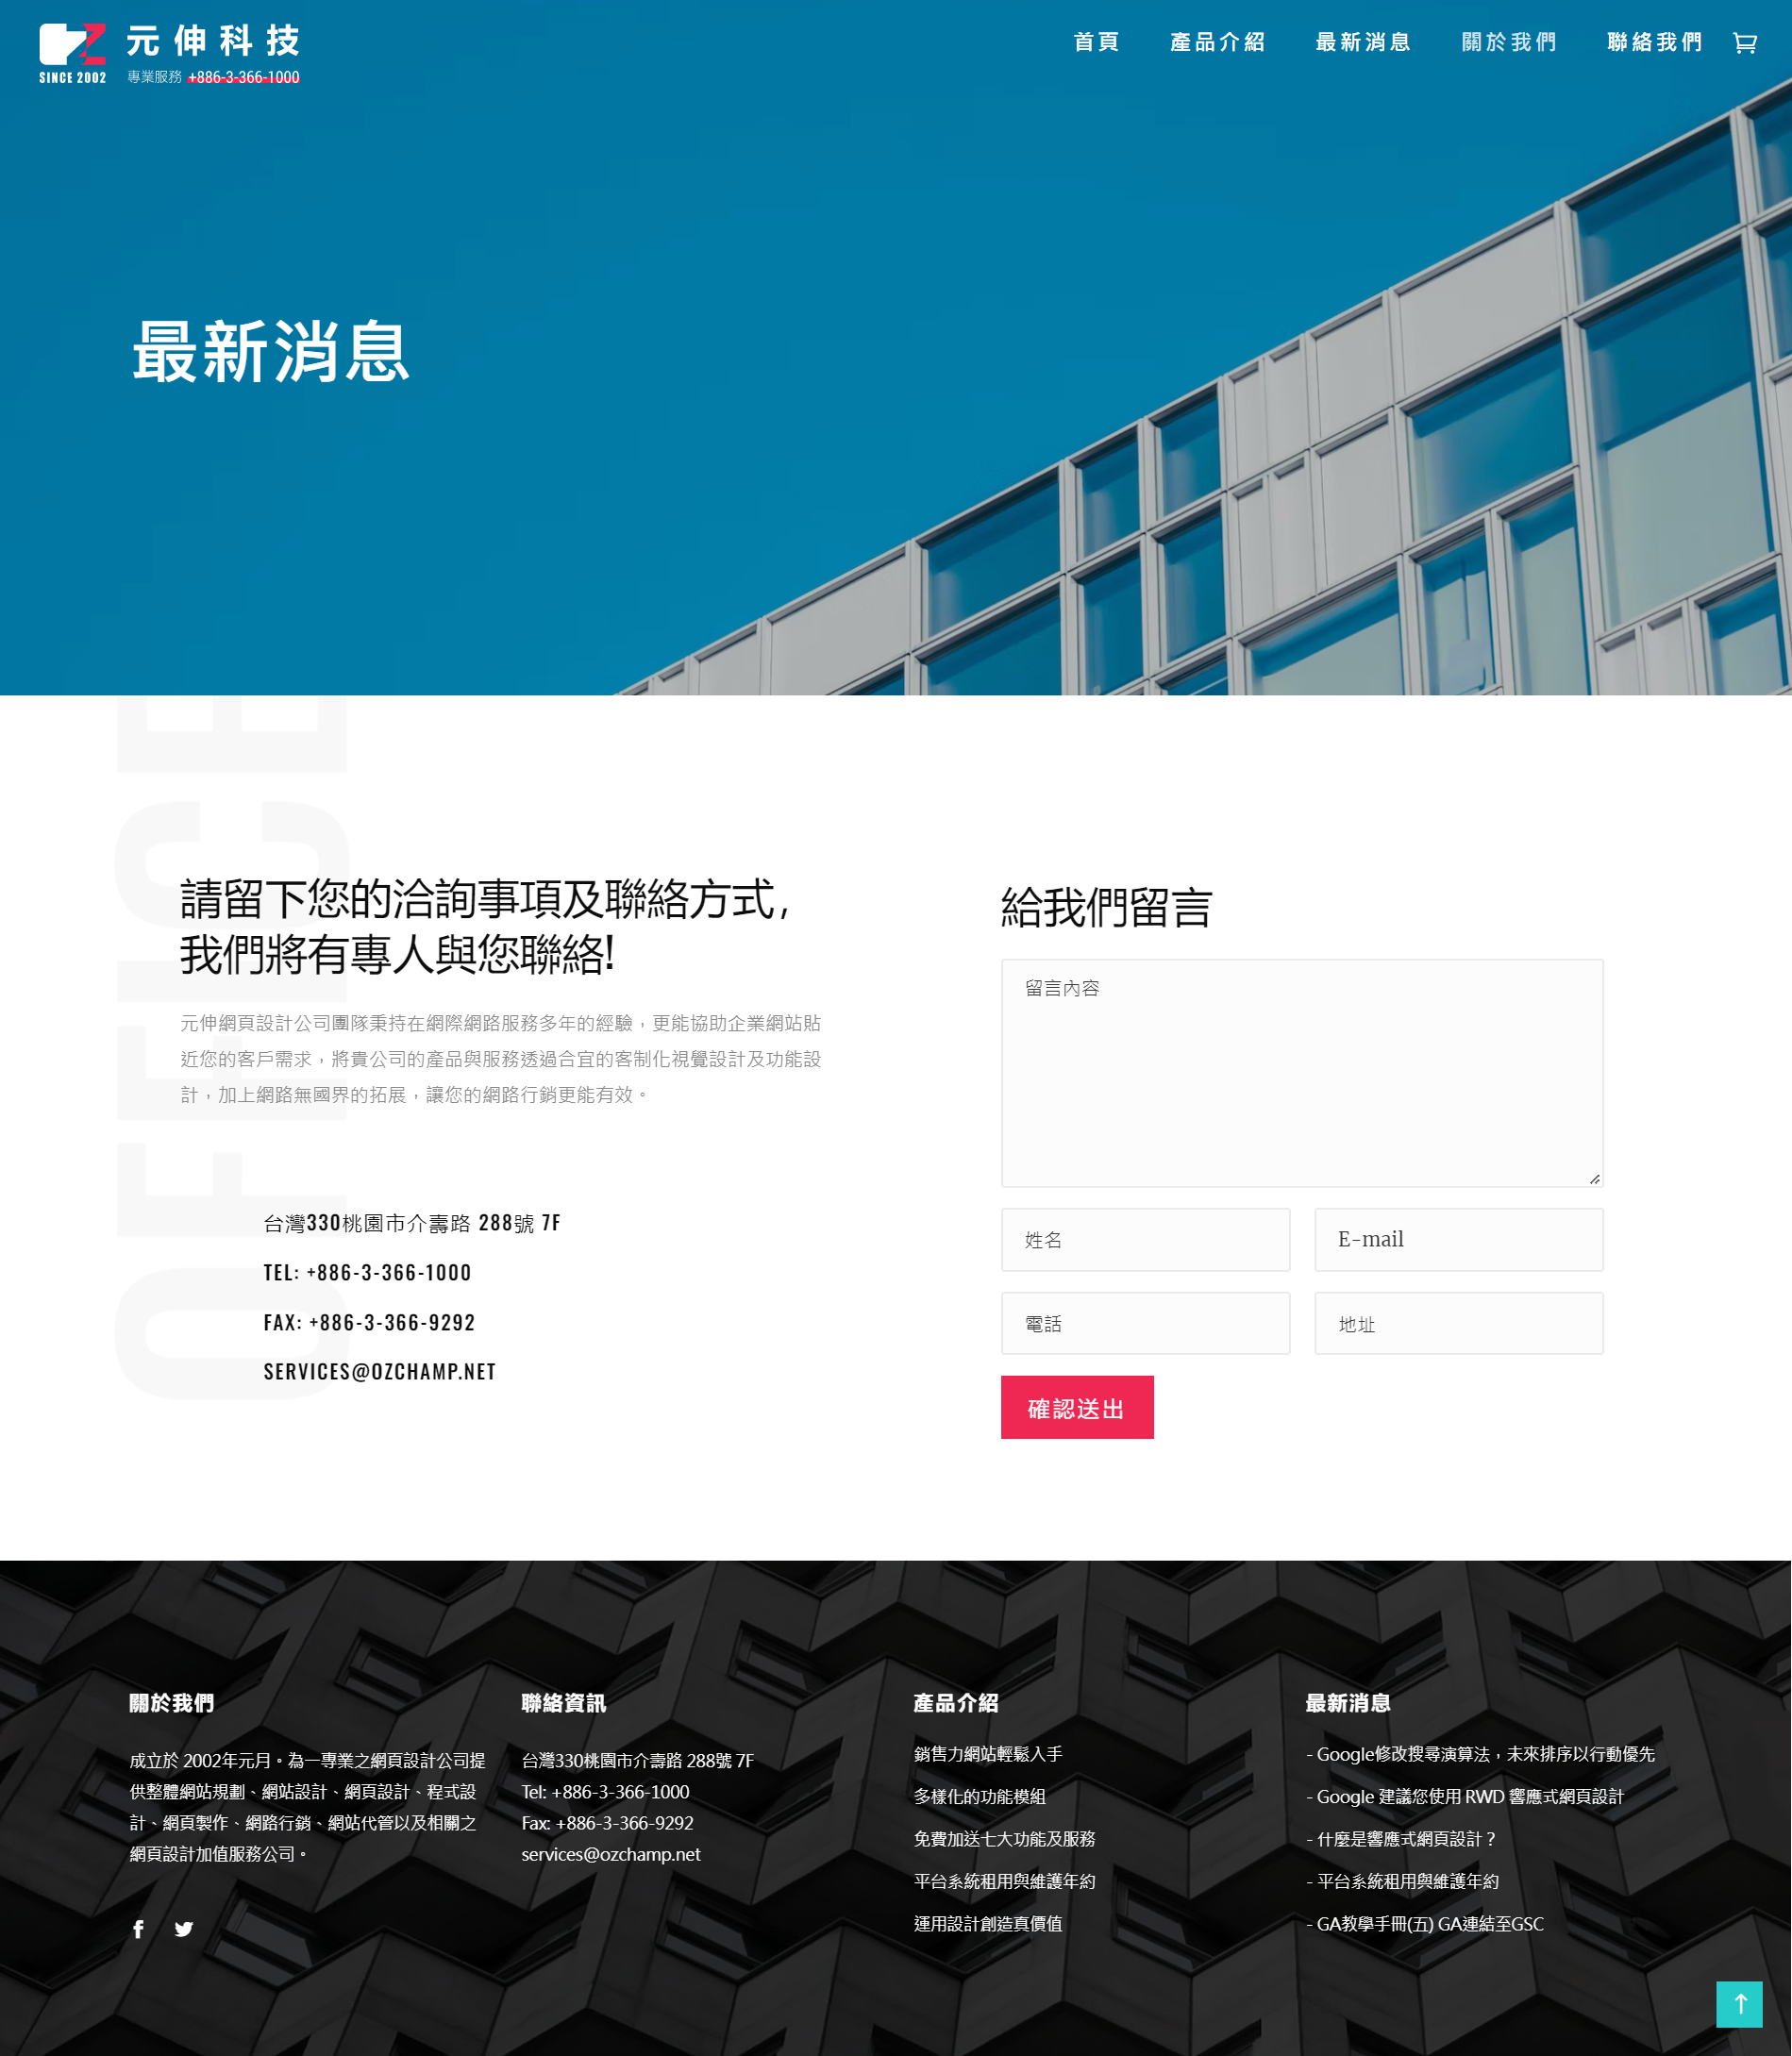 元伸科技
SINCE 2002
專業服務 +886-3-366-1000
首頁
產品介紹
最新消息
關於我們
聯絡我們
最新消息
OFFICE
請留下您的洽詢事項及聯絡方式,
我們將有專人與您聯絡!
元伸網頁設計公司團隊秉持在網際網路服務多年的經驗，更能協助企業網站貼
近您的客戶需求，將貴公司的產品與服務透過合宜的客制化視覺設計及功能設
計，加上網路無國界的拓展，讓您的網路行銷更能有效。
台灣330桃園市介壽路 288號 7F
TEL: +886-3-366-1000
FAX: +886-3-366-9292
SERVICES@OZCHAMP.NET
給我們留言
留言內容
姓名
E-mail
電話
地址
確認送出
關於我們
成立於 2002年元月。為一專業之網頁設計公司提
供整體網站規劃、網站設計、網頁設計、程式設
計、網頁製作、網路行銷、網站代管以及相關之
網頁設計加值服務公司。
聯絡資訊
台灣330桃園市介壽路 288號 7F
Tel: +886-3-366-1000
Fax: +886-3-366-9292
services@ozchamp.net
產品介紹
銷售力網站輕鬆入手
多樣化的功能模組
免費加送七大功能及服務
平台系統租用與維護年約
運用設計創造真價值
最新消息
- Google修改搜尋演算法，未來排序以行動優先
- Google 建議您使用 RWD 響應式網頁設計
- 什麼是響應式網頁設計？
- 平台系統租用與維護年約
- GA教學手冊(五) GA連結至GSC